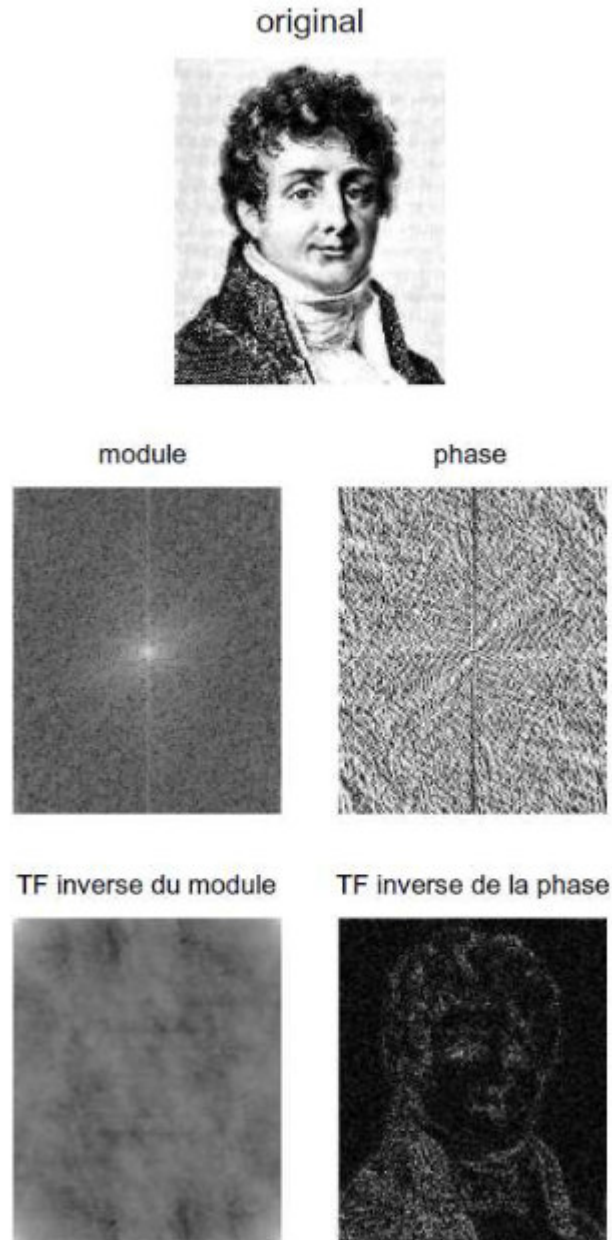 original
module
phase
TF inverse du module
TF inverse de la phase